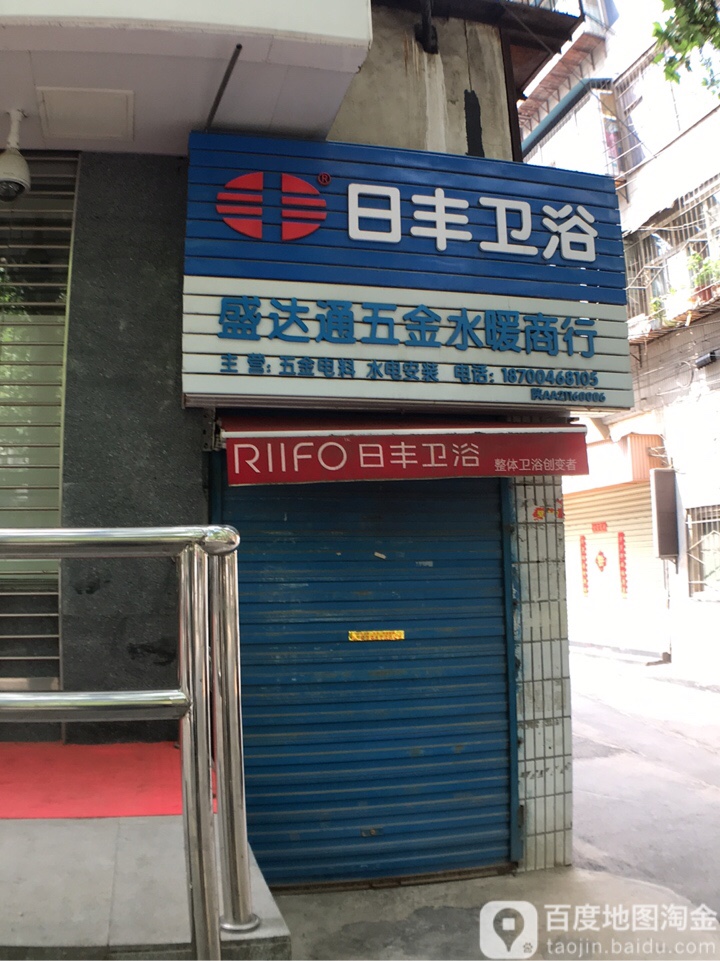 ®日丰卫浴
盛达通五金水暖商行
主 营: 五金电料 水电安装 电话: 18700468105
RIIFO 日丰卫浴 整体卫浴创变者
百度地图淘金
taojin.baidu.com